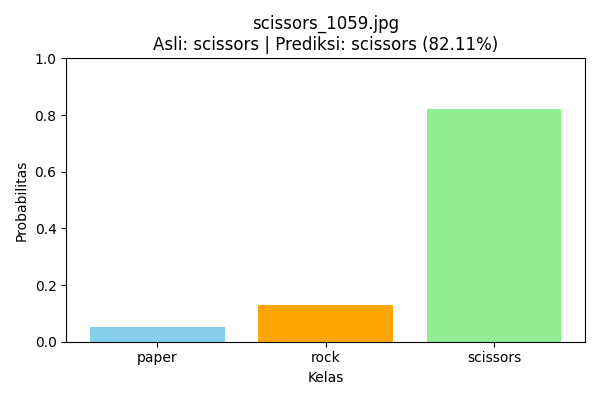 scissors_1059.jpg
Asli: scissors | Prediksi: scissors (82.11%)
1.0
0.8
0.6
0.4
0.2
0.0
Probabilitas
paper rock scissors
Kelas